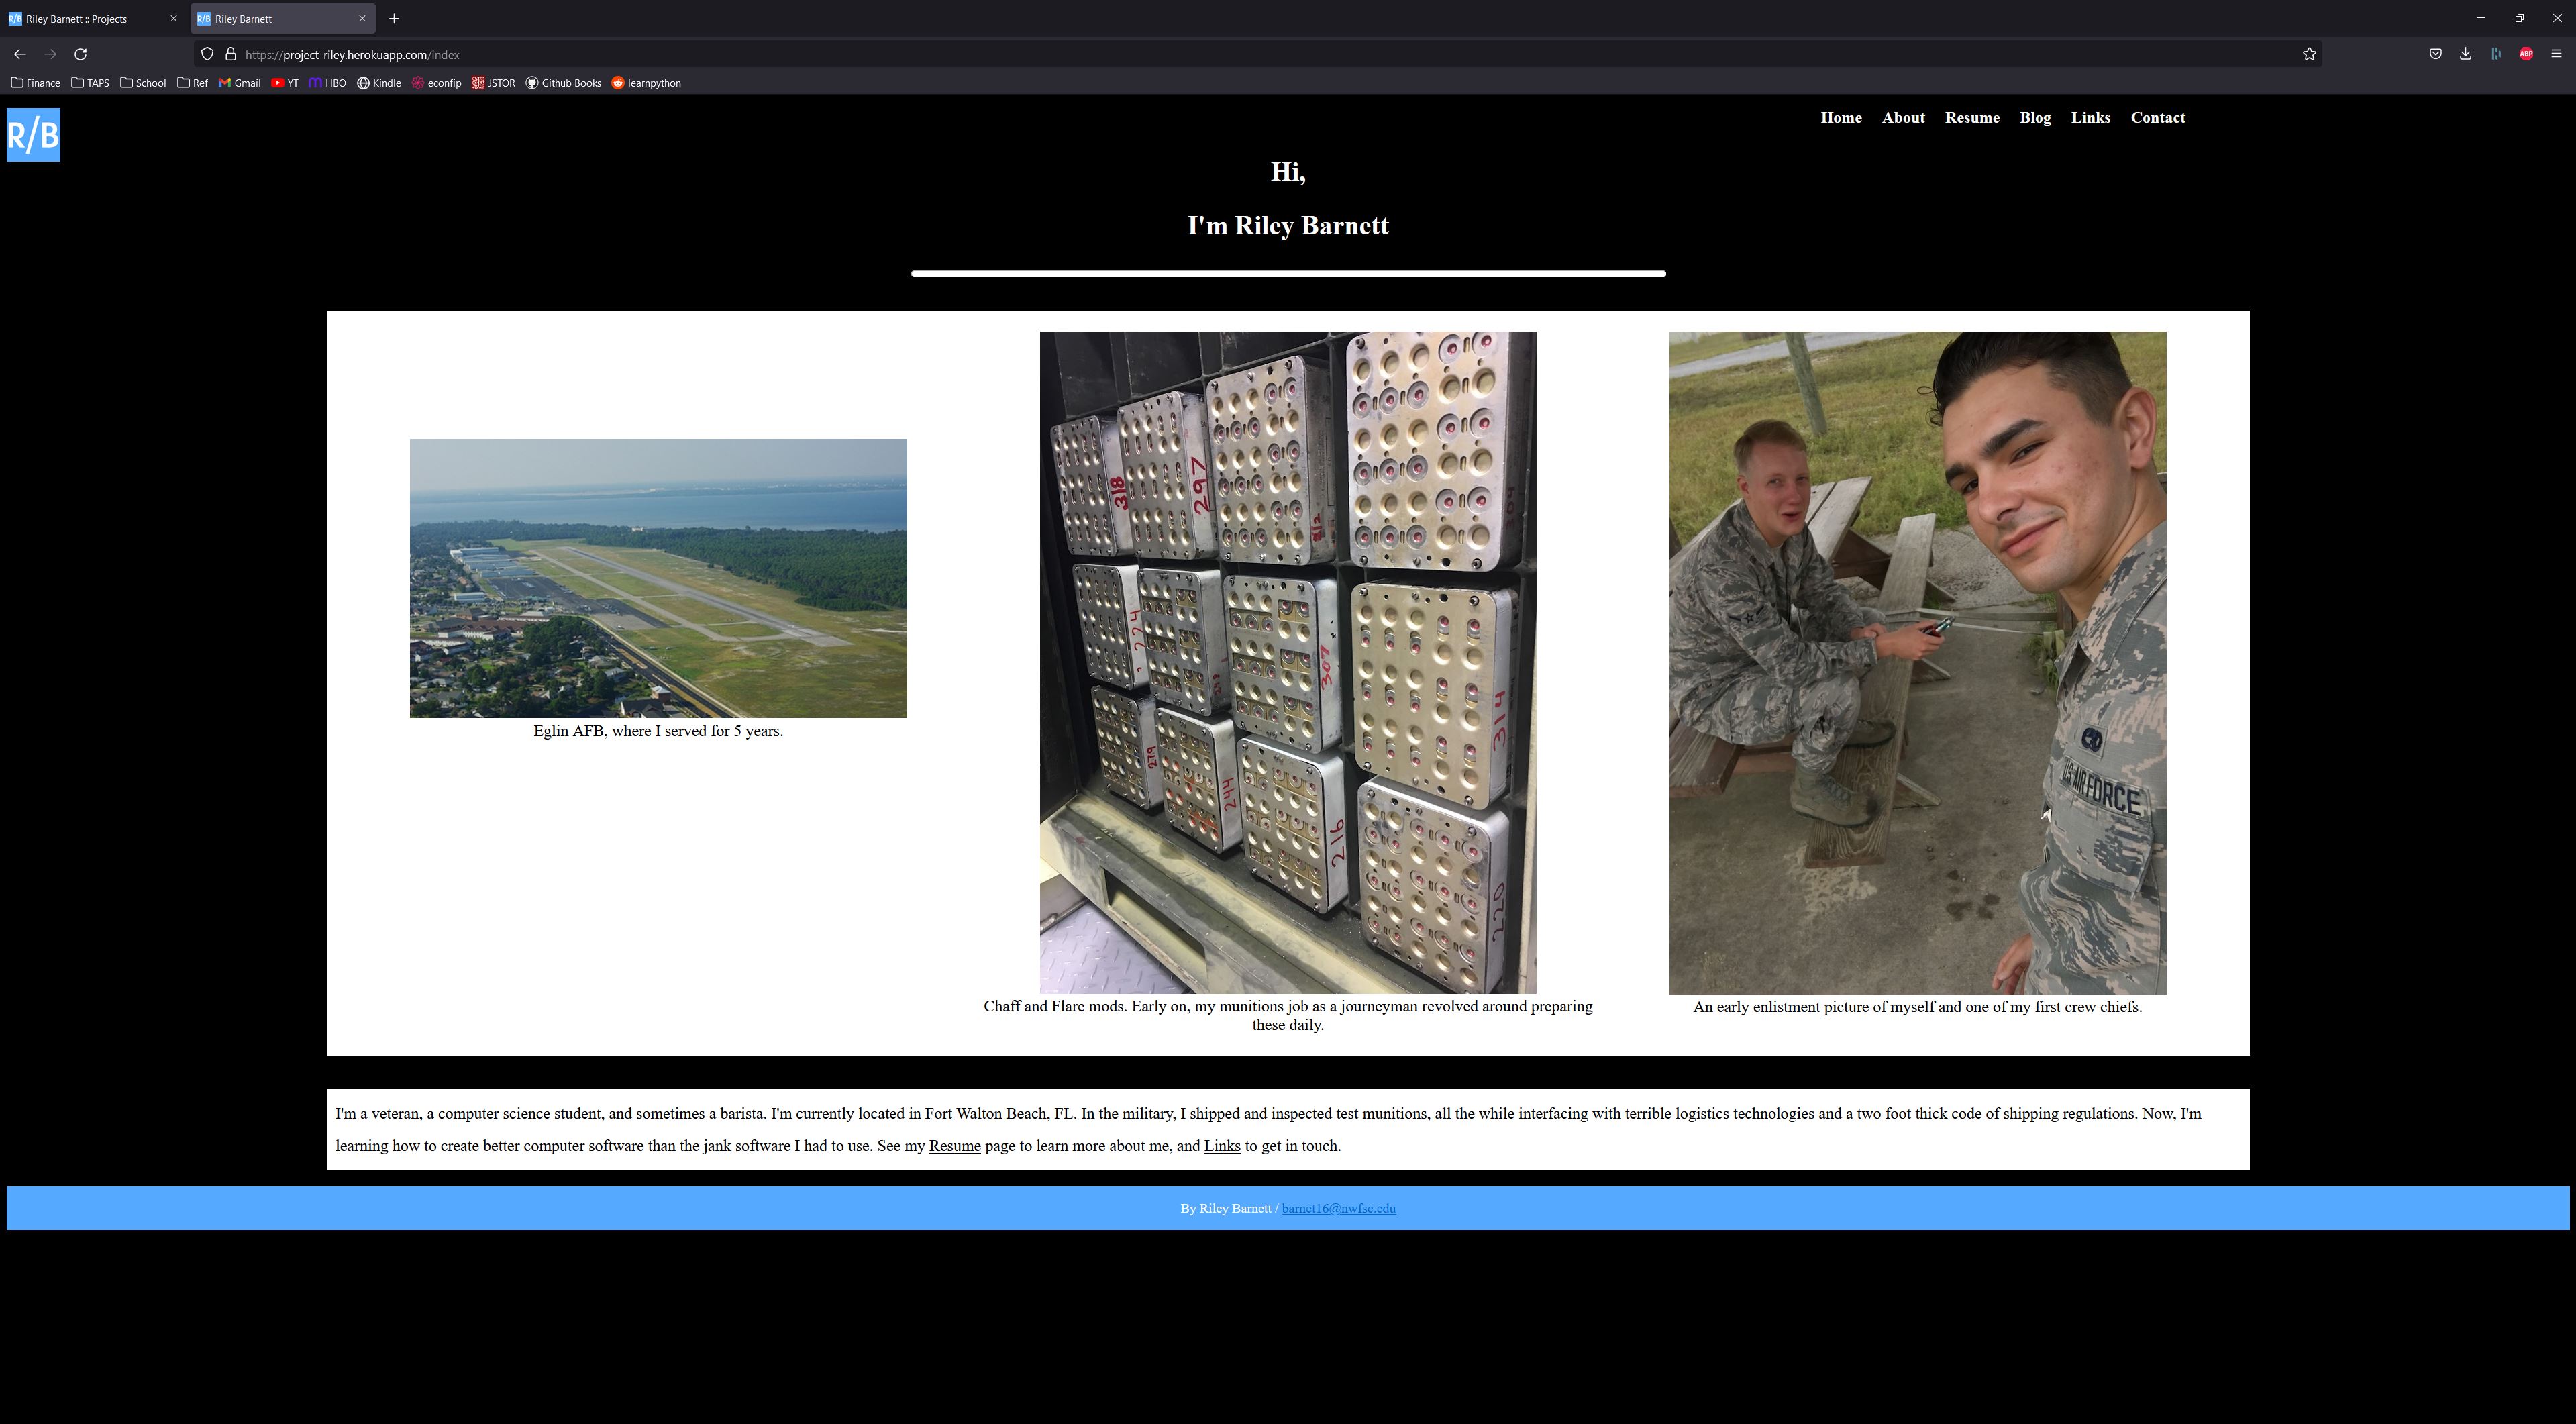 Riley Barnett :: Projects
Riley Barnett
https://project-riley.herokuapp.com/index
Finance TAPS School Ref Gmail YT HBO Kindle econfip JSTOR Github Books learnpython
ABP
R/B
Home About Resume Blog Links Contact
Hi,
I'm Riley Barnett
318
297
312
307
314
279
244
216
220
U.S. AIR FORCE
Eglin AFB, where I served for 5 years.
Chaff and Flare mods. Early on, my munitions job as a journeyman revolved around preparing
these daily.
An early enlistment picture of myself and one of my first crew chiefs.
I'm a veteran, a computer science student, and sometimes a barista. I'm currently located in Fort Walton Beach, FL. In the military, I shipped and inspected test munitions, all the while interfacing with terrible logistics technologies and a two foot thick code of shipping regulations. Now, I'm
learning how to create better computer software than the jank software I had to use. See my Resume page to learn more about me, and Links to get in touch.
By Riley Barnett / barnet16@nwfsc.edu